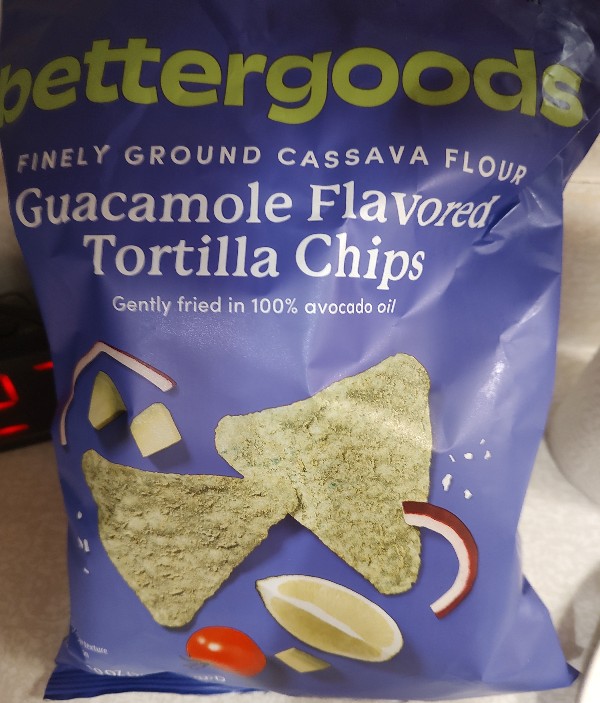 bettergoods
FINELY GROUND CASSAVA FLOUR
Guacamole Flavored
Tortilla Chips
Gently fried in 100% avocado oil